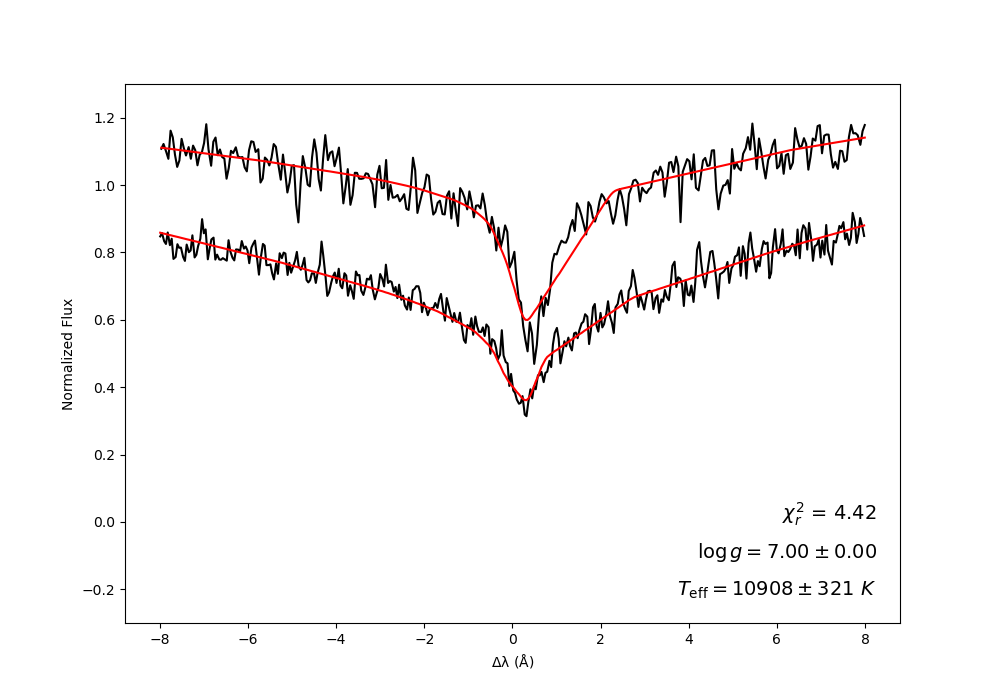 1.2
1.0
0.8
0.6
0.4
0.2
0.0
−0.2
Normalized Flux
χ²ᵣ = 4.42
log g = 7.00 ± 0.00
T_eff = 10908 ± 321 K
−8 −6 −4 −2 0 2 4 6 8
Δλ (Å)